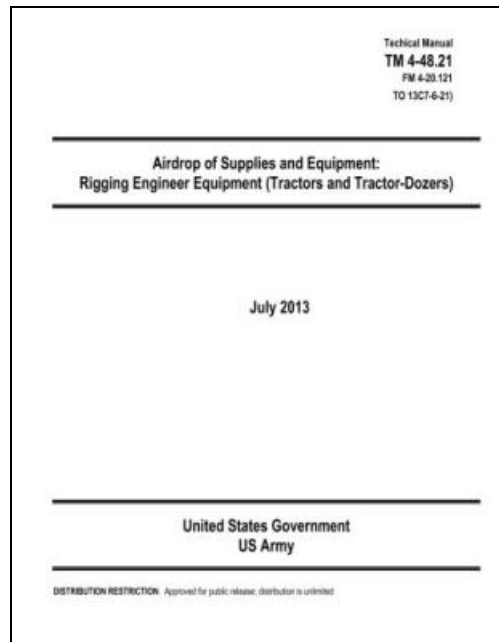 Techical Manual
TM 4-48.21
FM 4-20.121
TO 13C7-6-21)
Airdrop of Supplies and Equipment:
Rigging Engineer Equipment (Tractors and Tractor-Dozers)
July 2013
United States Government
US Army
DISTRIBUTION RESTRICTION. Approved for public release; distribution is unlimited